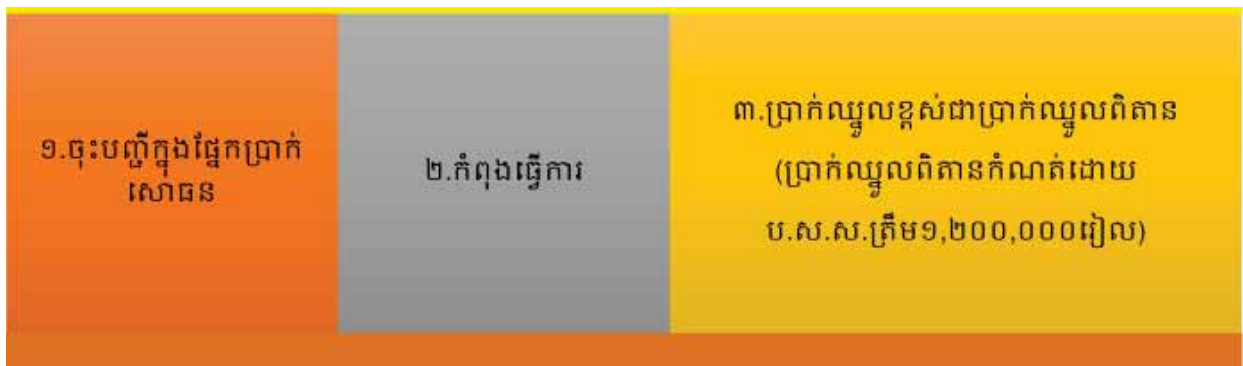 ១.ចុះបញ្ជីក្នុងផ្នែកប្រាក់
សោធន
២.កំពុងធ្វើការ
៣.ប្រាក់ឈ្នួលខ្ពស់ជាប្រាក់ឈ្នួលពិតាន
(ប្រាក់ឈ្នួលពិតានកំណត់ដោយ
ប.ស.ស.ត្រឹម១,២០០,០០០រៀល)